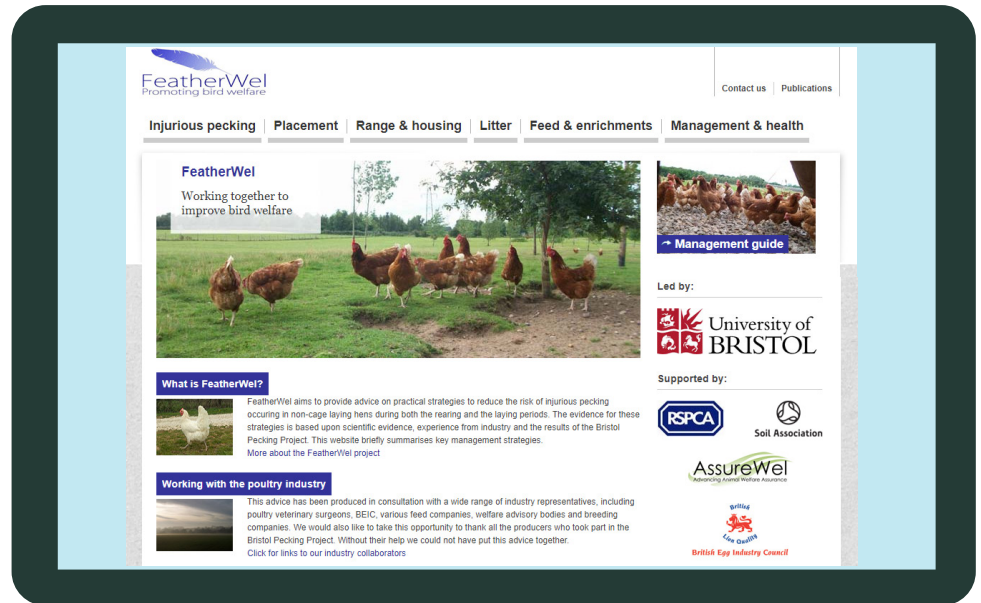 FeatherWel
Promoting bird welfare
Contact us
Publications
Injurious pecking
Placement
Range & housing
Litter
Feed & enrichments
Management & health
FeatherWel
Working together to
improve bird welfare
Management guide
Led by:
University of
BRISTOL
Supported by:
RSPCA
Soil Association
AssureWel
Advancing Animal Welfare Assurance
British
Lion Quality
British Egg Industry Council
What is FeatherWel?
FeatherWel aims to provide advice on practical strategies to reduce the risk of injurious pecking
occuring in non-cage laying hens during both the rearing and the laying periods. The evidence for these
strategies is based upon scientific evidence, experience from industry and the results of the Bristol
Pecking Project. This website briefly summarises key management strategies.
More about the FeatherWel project
Working with the poultry industry
This advice has been produced in consultation with a wide range of industry representatives, including
poultry veterinary surgeons, BEIC, various feed companies, welfare advisory bodies and breeding
companies. We would also like to take this opportunity to thank all the producers who took part in the
Bristol Pecking Project. Without their help we could not have put this advice together.
Click for links to our industry collaborators